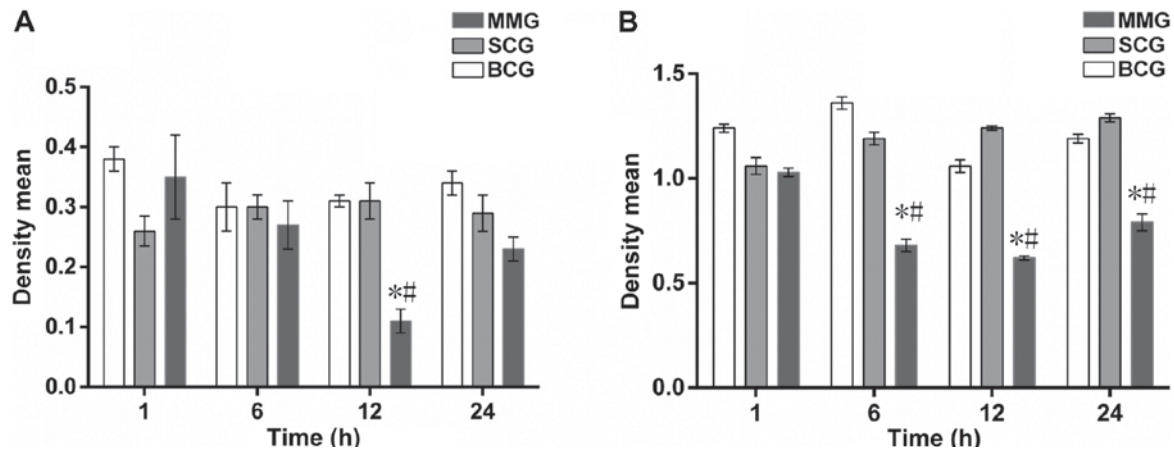 A
MMG
SCG
BCG
Density mean
0.5
0.4
0.3
0.2
0.1
0.0
*#
1 6 12 24
Time (h)
B
MMG
SCG
BCG
Density mean
1.5
1.0
0.5
0.0
*#
*#
*#
1 6 12 24
Time (h)